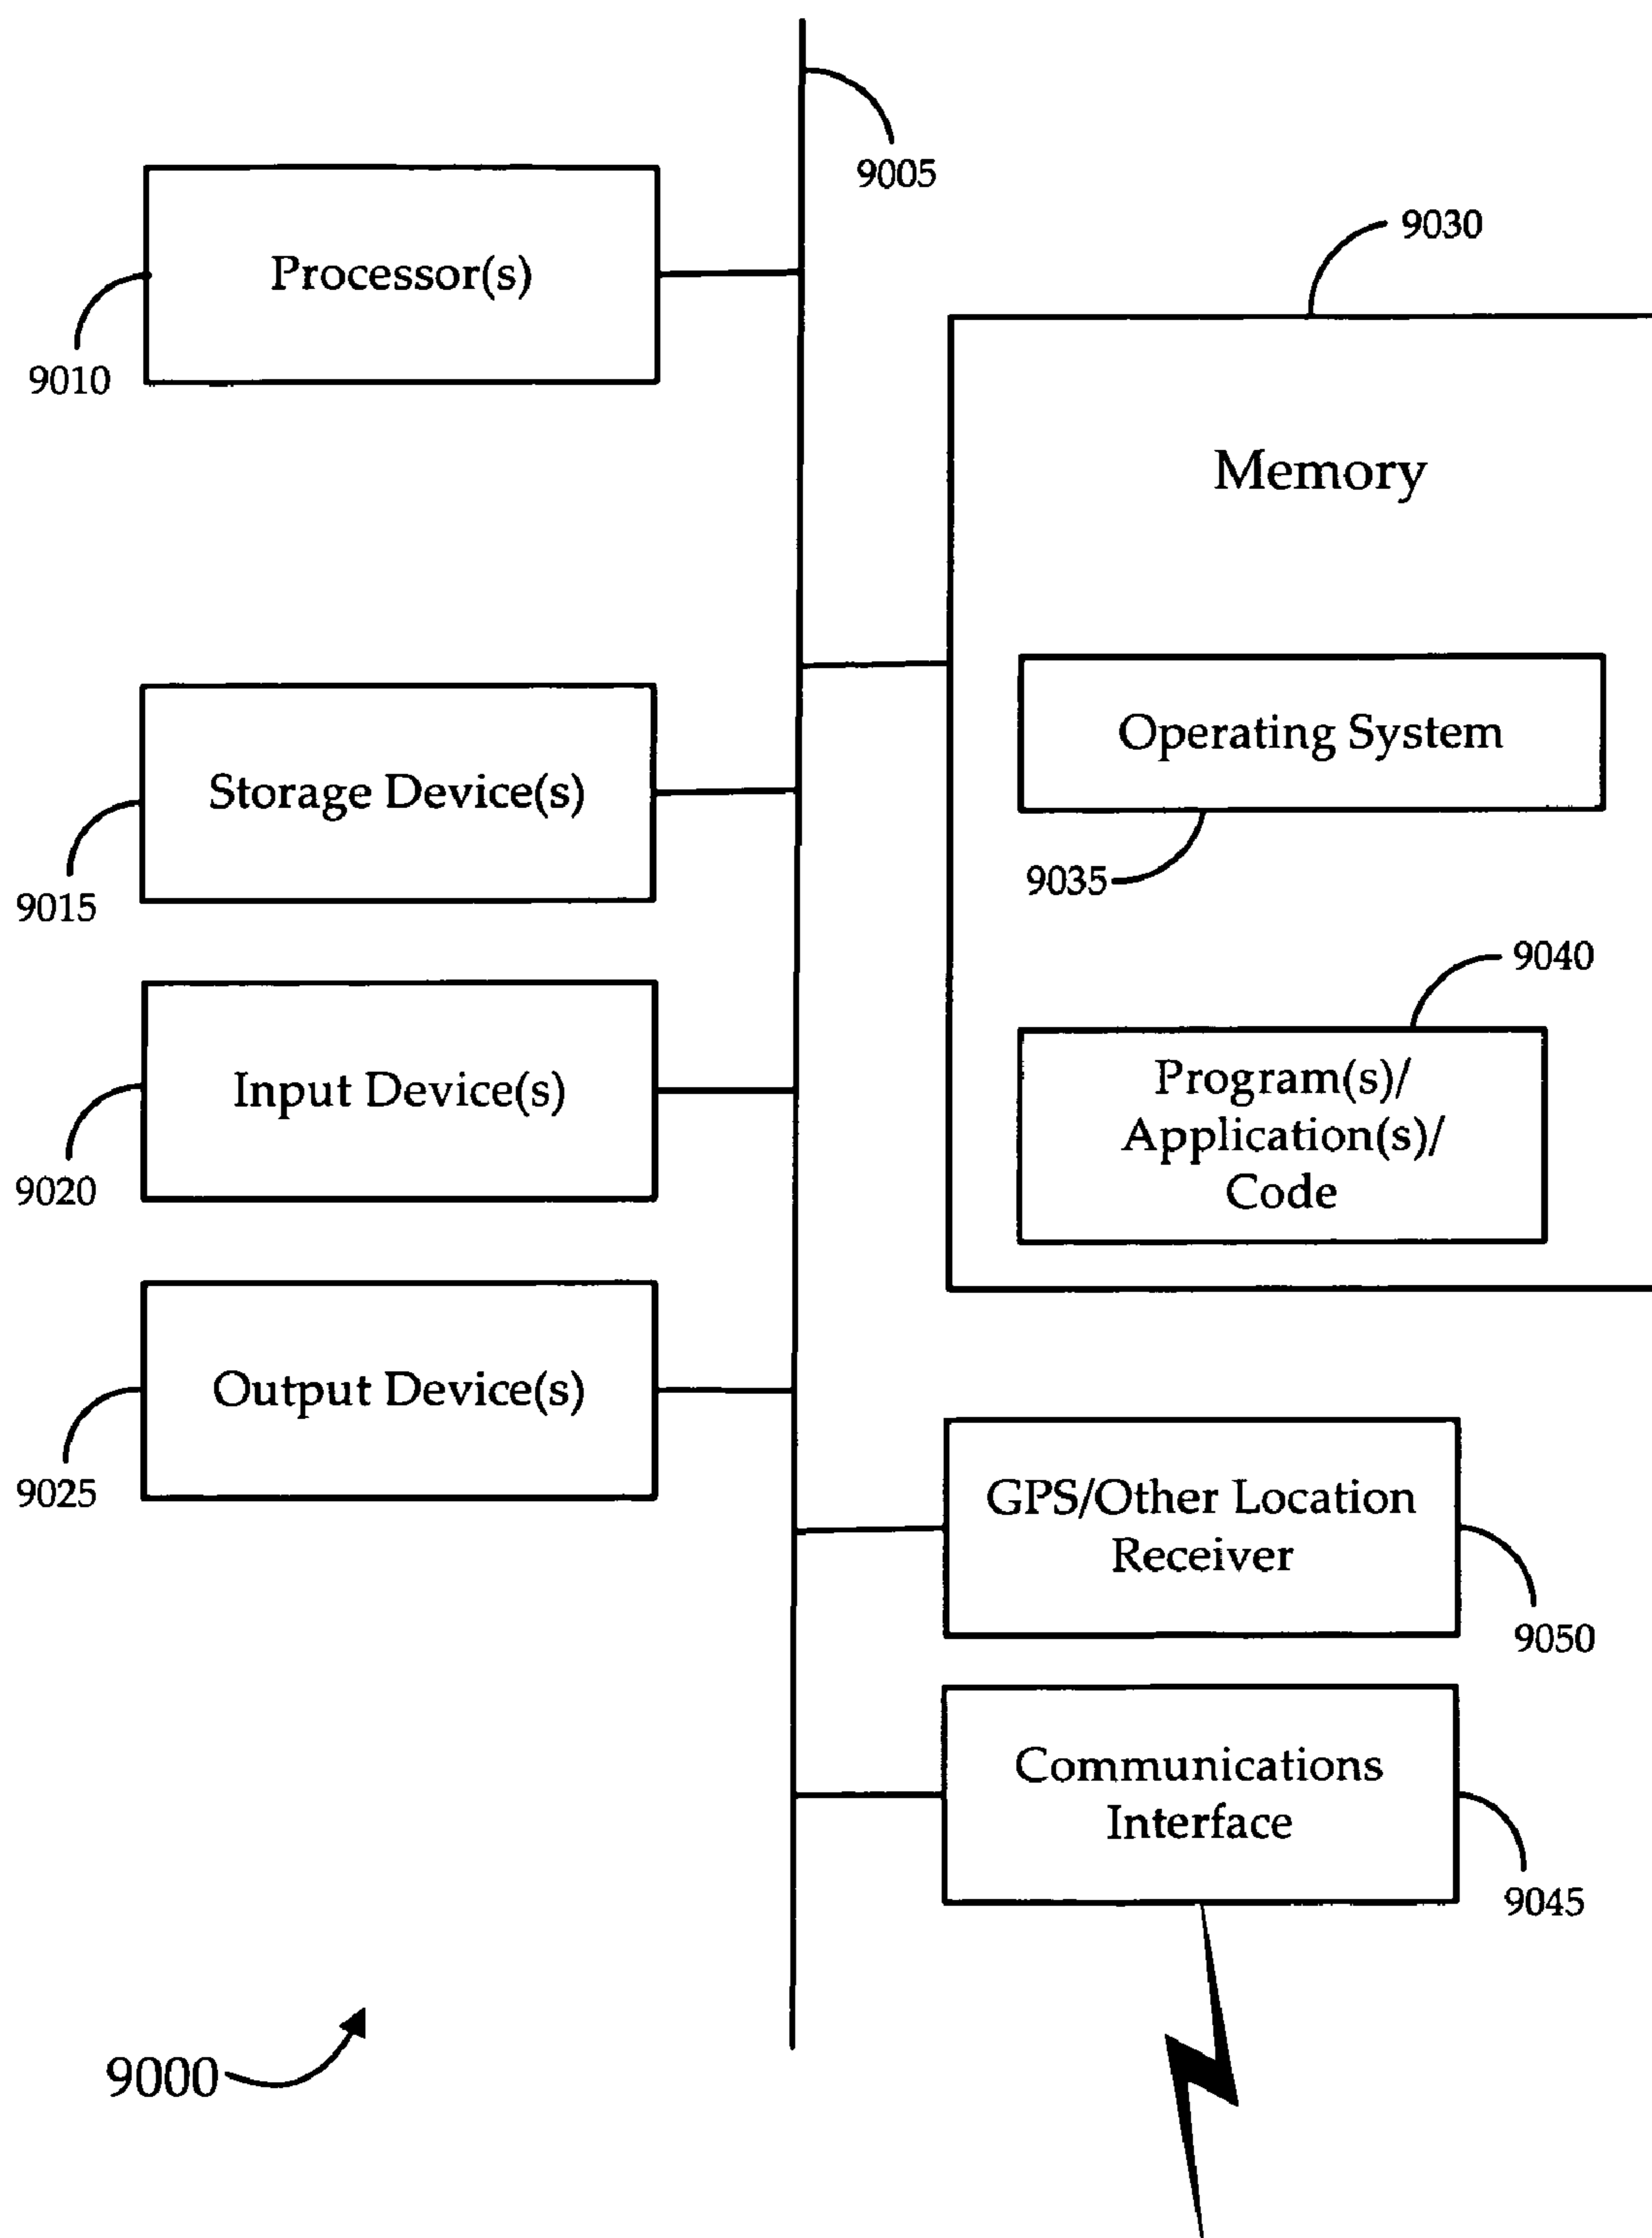 9005
9030
Processor(s)
9010
Memory
Operating System
Storage Device(s)
9035
9015
9040
Program(s)/
Application(s)/
Code
Input Device(s)
9020
Output Device(s)
9025
GPS/Other Location
Receiver
9050
Communications
Interface
9045
9000